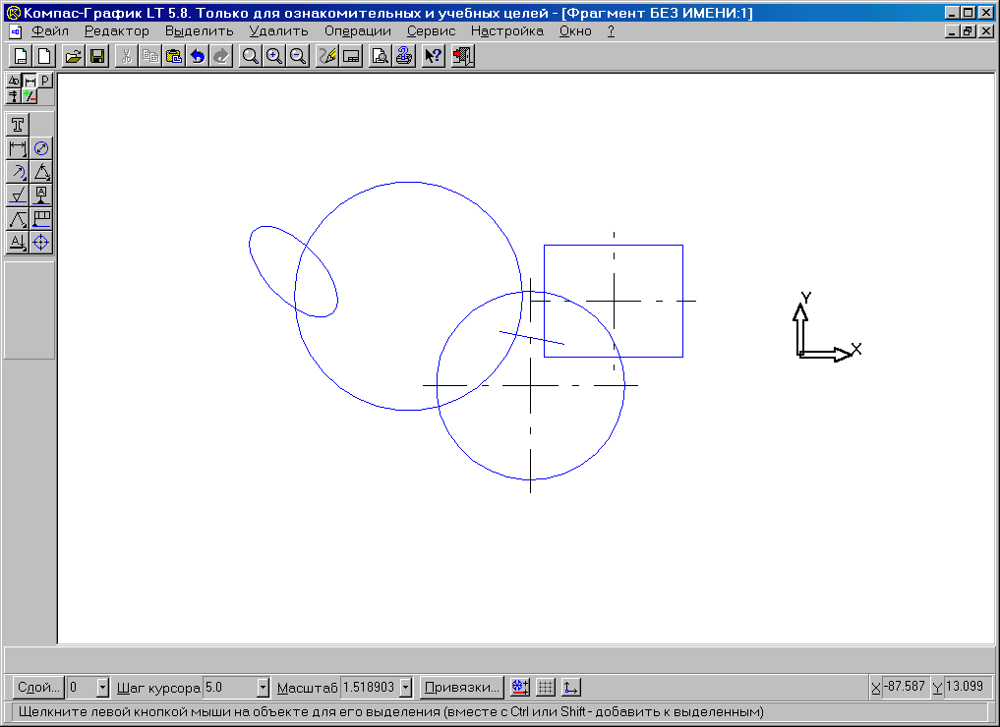 Компас-График LT 5.8. Только для ознакомительных и учебных целей - [Фрагмент БЕЗ ИМЕНИ:1]
Файл Редактор Выделить Удалить Операции Сервис Настройка Окно ?
P
T
A
A
Y
X
Слой... 0 Шаг курсора 5.0 Масштаб 1.518903 Привязки... X -87.587 Y 13.099
Щелкните левой кнопкой мыши на объекте для его выделения (вместе с Ctrl или Shift - добавить к выделенным)